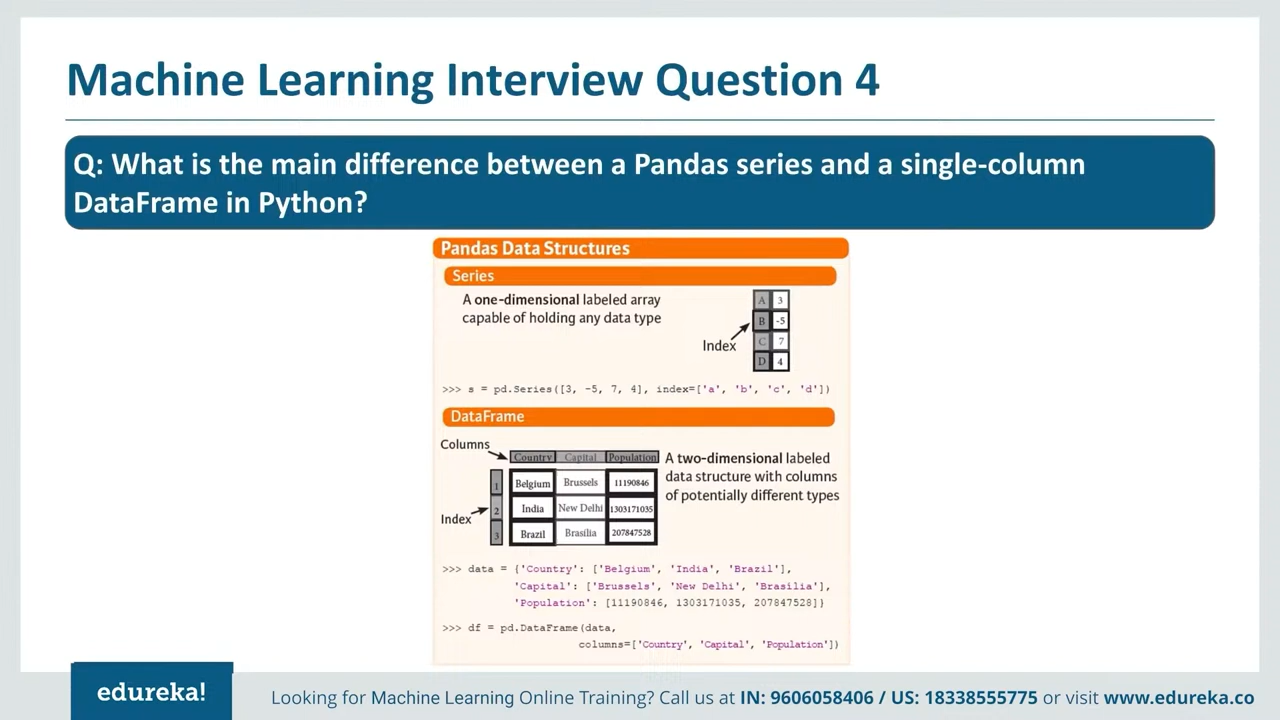 Machine Learning Interview Question 4
Q: What is the main difference between a Pandas series and a single-column
DataFrame in Python?
Pandas Data Structures
Series
A one-dimensional labeled array
capable of holding any data type
A 3
B -5
C 7
D 4
Index
>>> s = pd.Series([3, -5, 7, 4], index=['a', 'b', 'c', 'd'])
DataFrame
Columns
Country Capital Population
1 Belgium Brussels 11190846
2 India New Delhi 1303171035
3 Brazil Brasília 207847528
Index
A two-dimensional labeled
data structure with columns
of potentially different types
>>> data = {'Country': ['Belgium', 'India', 'Brazil'],
'Capital': ['Brussels', 'New Delhi', 'Brasília'],
'Population': [11190846, 1303171035, 207847528]}
>>> df = pd.DataFrame(data,
columns=['Country', 'Capital', 'Population'])
edureka!
Looking for Machine Learning Online Training? Call us at IN: 9606058406 / US: 18338555775 or visit www.edureka.co